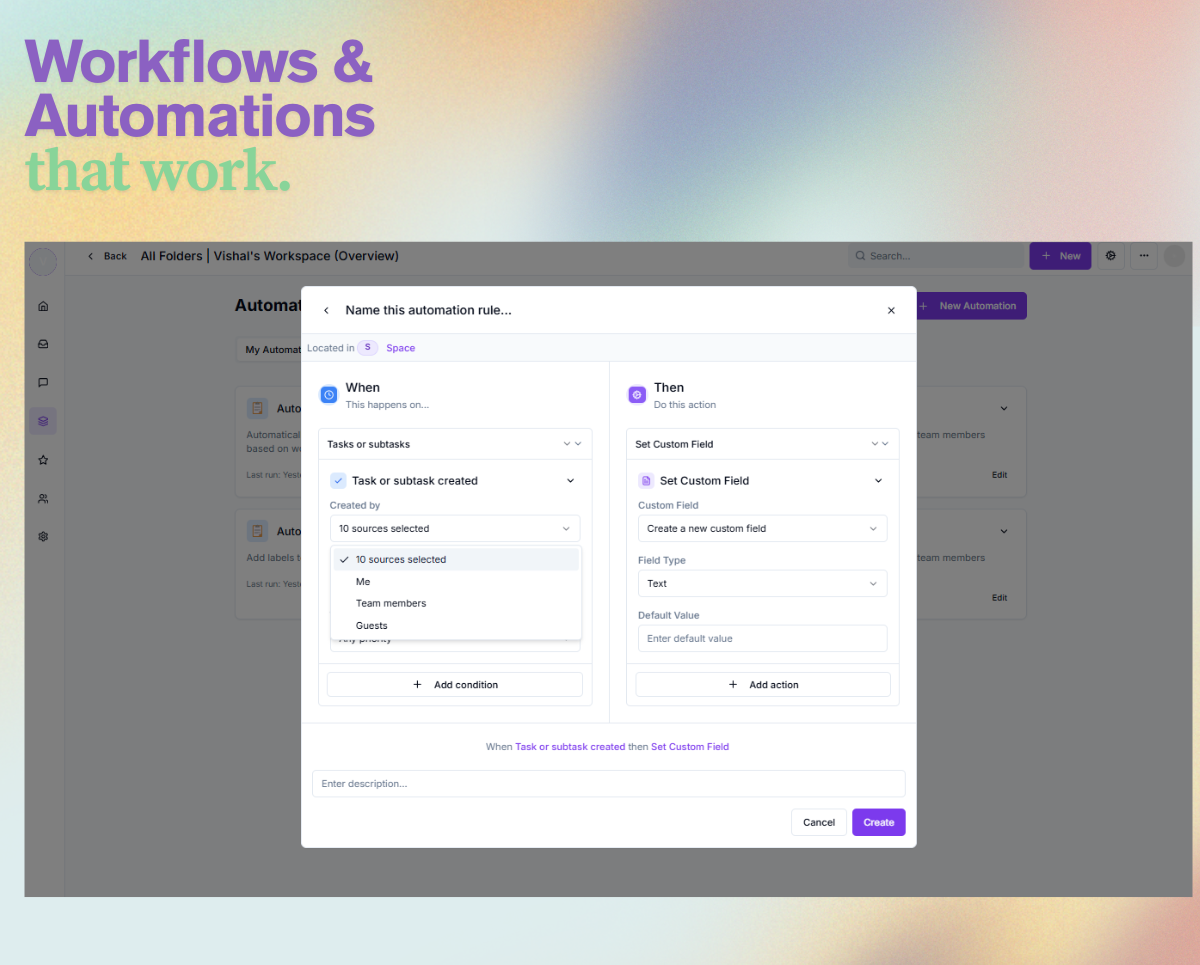 Workflows &
Automations
that work.
Back
All Folders | Vishal's Workspace (Overview)
Search...
+ New
Automat
+ New Automation
My Automat
Auto
Automatical
based on w
Last run: Yeste
team members
Edit
Auto
Add labels t
Last run: Yeste
team members
Edit
Name this automation rule...
Located in S Space
When
This happens on...
Tasks or subtasks
Task or subtask created
Created by
10 sources selected
10 sources selected
Me
Team members
Guests
Any priority
+ Add condition
Then
Do this action
Set Custom Field
Set Custom Field
Custom Field
Create a new custom field
Field Type
Text
Default Value
Enter default value
+ Add action
When Task or subtask created then Set Custom Field
Enter description...
Cancel
Create